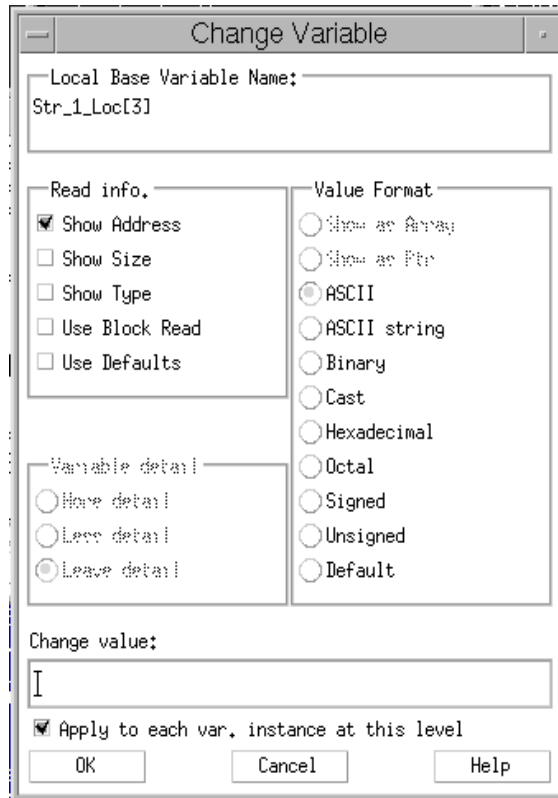 Change Variable
Local Base Variable Name:
Str_1_Loc[3]
Read info.
Show Address
Show Size
Show Type
Use Block Read
Use Defaults
Variable detail
More detail
Less detail
Leave detail
Value Format
Show as Array
Show as Ptr
ASCII
ASCII string
Binary
Cast
Hexadecimal
Octal
Signed
Unsigned
Default
Change value:
Apply to each var. instance at this level
OK Cancel Help